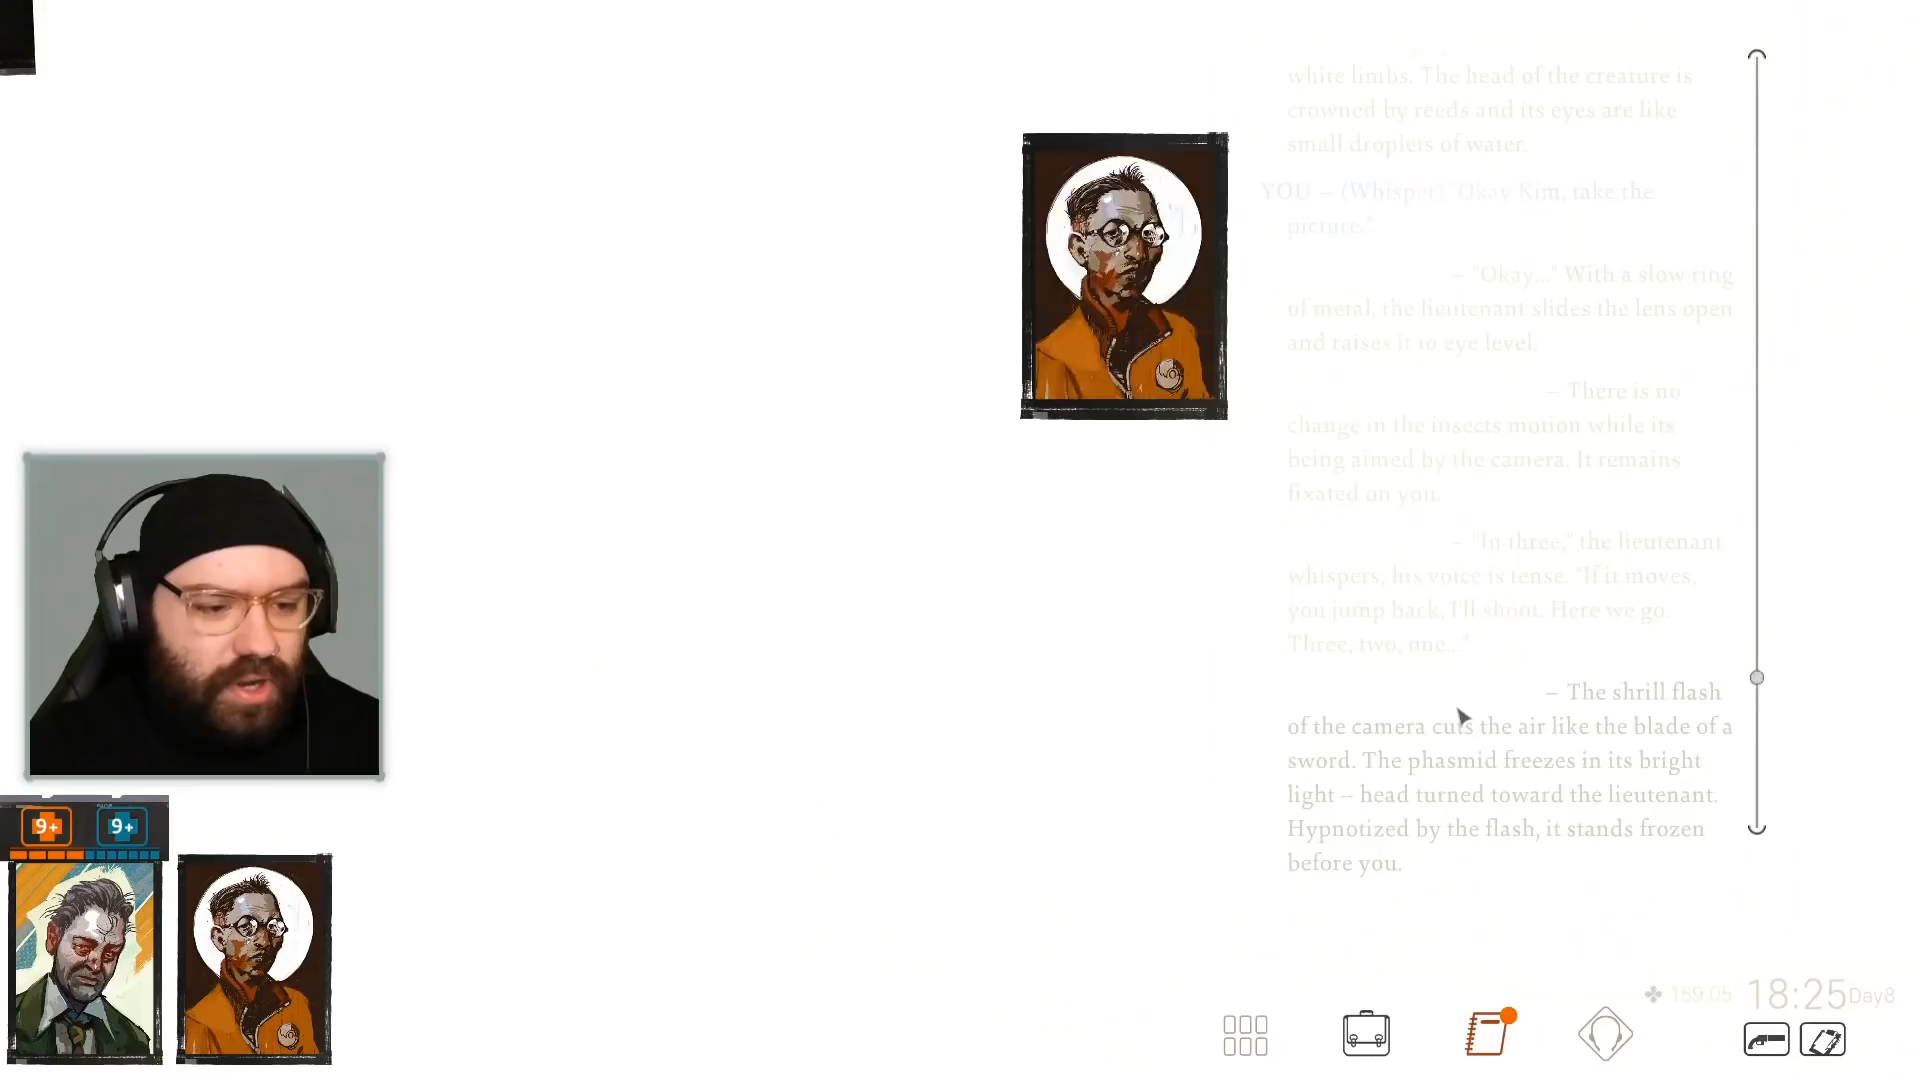 white limbs. The head of the creature is
crowned by reeds and its eyes are like
small droplets of water.
YOU – (Whisper) "Okay Kim, take the
picture."
– "Okay..." With a slow ring
of metal, the lieutenant slides the lens open
and raises it to eye level.
– There is no
change in the insects motion while its
being aimed by the camera. It remains
fixated on you.
– "In three," the lieutenant
whispers, his voice is tense. "If it moves,
you jump back, I'll shoot. Here we go.
Three, two, one..."
– The shrill flash
of the camera cuts the air like the blade of a
sword. The phasmid freezes in its bright
light -- head turned toward the lieutenant.
Hypnotized by the flash, it stands frozen
before you.
9+ 9+
159.05 18:25 Day8